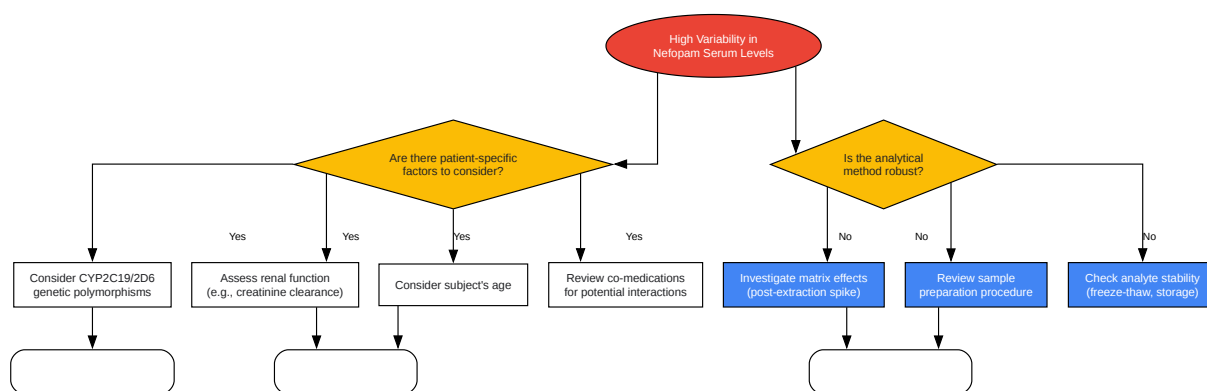 High Variability in
Nefopam Serum Levels
Are there patient-specific
factors to consider?
Is the analytical
method robust?
Yes
Yes
Yes
Yes
No
No
No
Consider CYP2C19/2D6
genetic polymorphisms
Assess renal function
(e.g., creatinine clearance)
Consider subject's age
Review co-medications
for potential interactions
Investigate matrix effects
(post-extraction spike)
Review sample
preparation procedure
Check analyte stability
(freeze-thaw, storage)